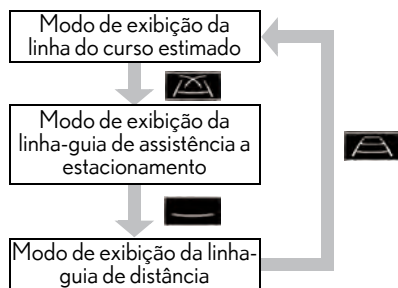 Modo de exibição da
linha do curso estimado
Modo de exibição da
linha-guia de assistência a
estacionamento
Modo de exibição da linha-
guia de distância